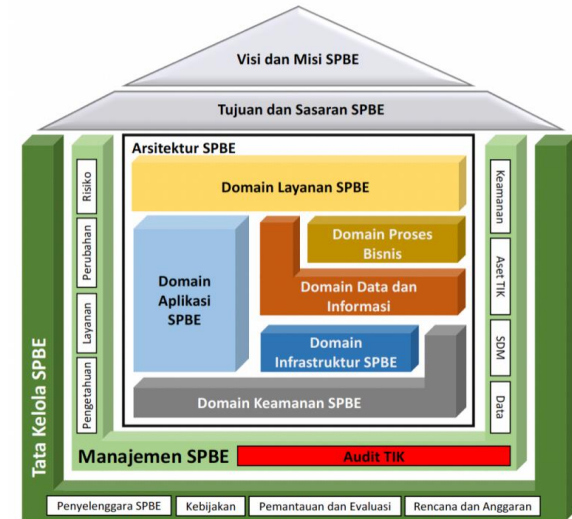 Visi dan Misi SPBE
Tujuan dan Sasaran SPBE
Arsitektur SPBE
Domain Layanan SPBE
Domain Proses
Bisnis
Domain
Aplikasi
SPBE
Domain Data dan
Informasi
Domain
Infrastruktur SPBE
Domain Keamanan SPBE
Risiko
Perubahan
Layanan
Pengetahuan
Keamanan
Aset TIK
SDM
Data
Manajemen SPBE
Audit TIK
Tata Kelola SPBE
Penyelenggara SPBE
Kebijakan
Pemantauan dan Evaluasi
Rencana dan Anggaran